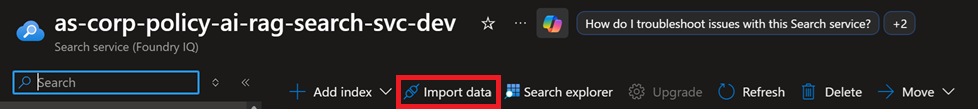 as-corp-policy-ai-rag-search-svc-dev
How do I troubleshoot issues with this Search service?
+2
Search service (Foundry IQ)
Search
Add index
Import data
Search explorer
Upgrade
Refresh
Delete
Move